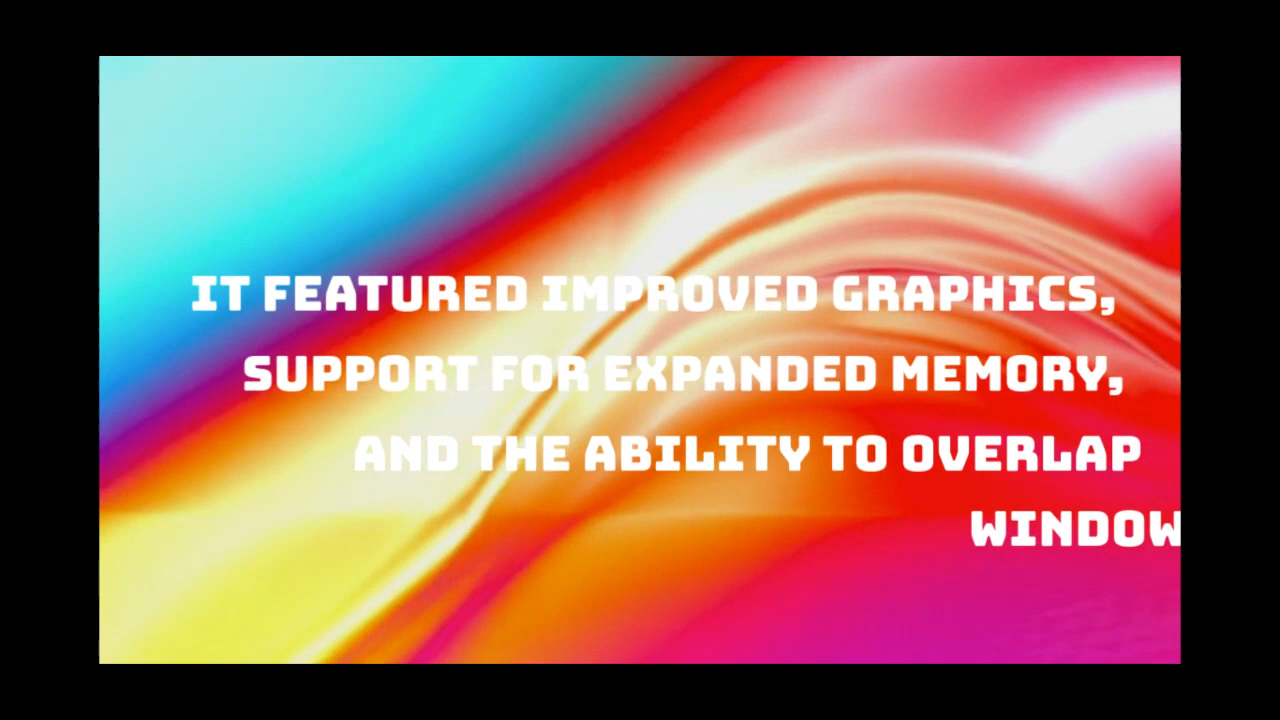 IT FEATURED IMPROVED GRAPHICS,
SUPPORT FOR EXPANDED MEMORY,
AND THE ABILITY TO OVERLAP
WINDOW